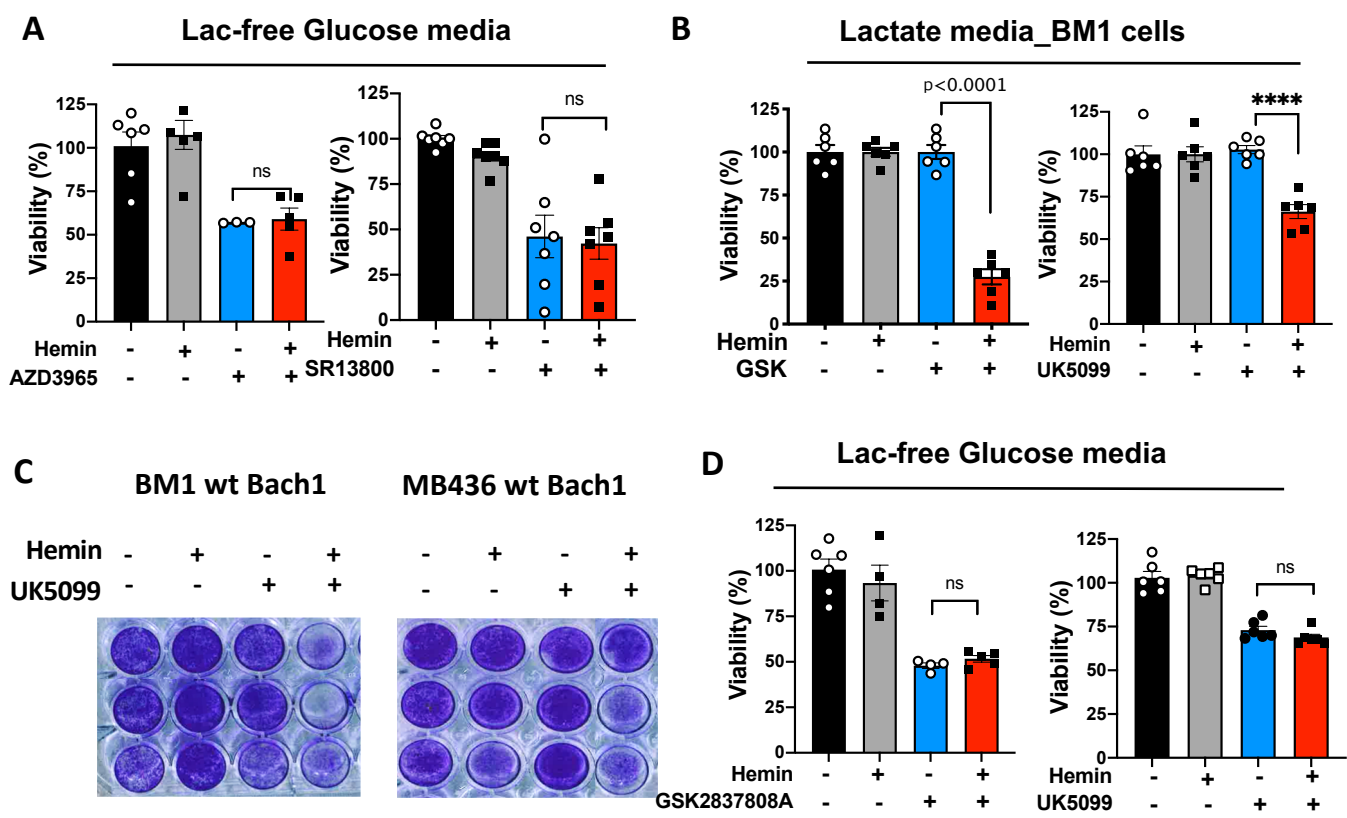 A
Lac-free Glucose media
Viability (%)
125
100
75
50
25
0
ns
Hemin - + - +
AZD3965 - - + +
Viability (%)
125
100
75
50
25
0
ns
Hemin - + - +
SR13800 - - + +
B
Lactate media_BM1 cells
Viability (%)
125
100
75
50
25
0
p<0.0001
Hemin - + - +
GSK - - + +
Viability (%)
125
100
75
50
25
0
****
Hemin - + - +
UK5099 - - + +
C
BM1 wt Bach1
MB436 wt Bach1
Hemin - + - + - + - +
UK5099 - - + + - - + +
D
Lac-free Glucose media
Viability (%)
125
100
75
50
25
0
ns
Hemin - + - +
GSK2837808A - - + +
Viability (%)
125
100
75
50
25
0
ns
Hemin - + - +
UK5099 - - + +